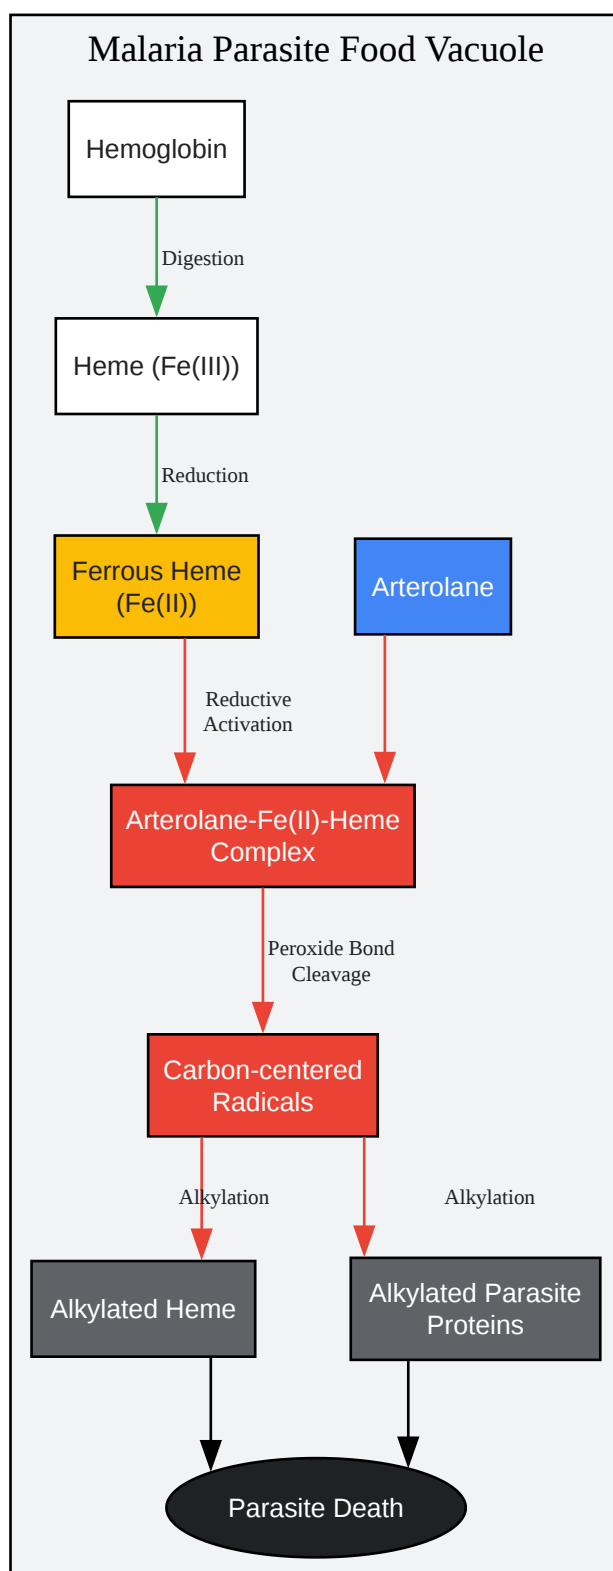 Malaria Parasite Food Vacuole
Hemoglobin
Digestion
Heme (Fe(III))
Reduction
Ferrous Heme
(Fe(II))
Arterolane
Reductive
Activation
Arterolane-Fe(II)-Heme
Complex
Peroxide Bond
Cleavage
Carbon-centered
Radicals
Alkylation
Alkylation
Alkylated Heme
Alkylated Parasite
Proteins
Parasite Death